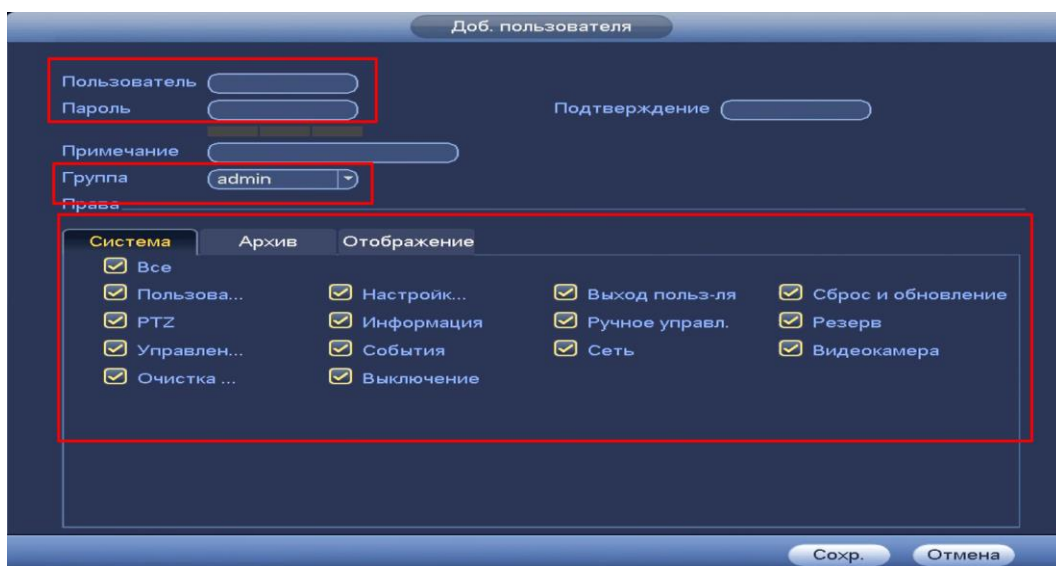 Доб. пользователя
Пользователь
Пароль Подтверждение
Примечание
Группа admin
Права
Система Архив Отображение
Все
Пользова... Настройк... Выход польз-ля Сброс и обновление
PTZ Информация Ручное управл. Резерв
Управлен... События Сеть Видеокамера
Очистка ... Выключение
Сохр. Отмена